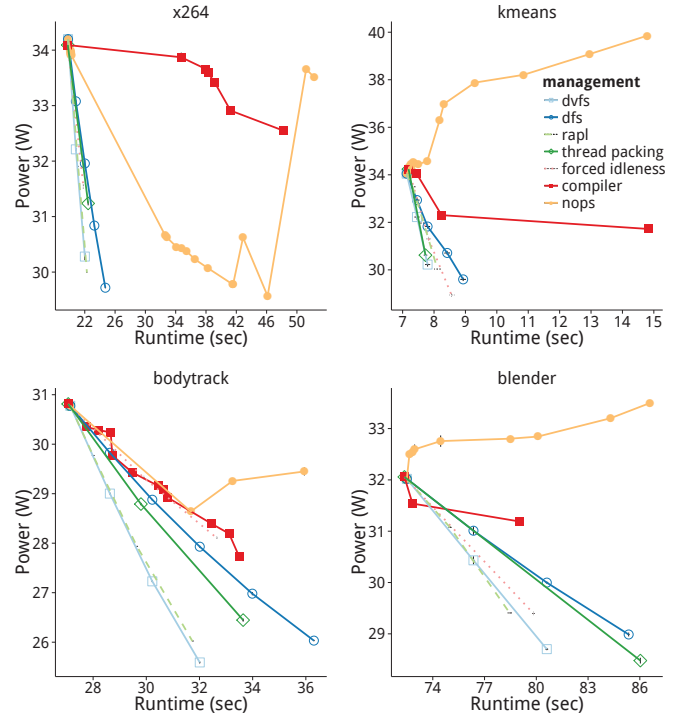 x264
kmeans
Power (W)
34
33
32
31
30
22 26 30 34 38 42 46 50
Runtime (sec)
Power (W)
40
38
36
34
32
30
7 8 9 10 11 12 13 14 15
Runtime (sec)
management
dvfs
dfs
rapl
thread packing
forced idleness
compiler
nops
bodytrack
blender
Power (W)
31
30
29
28
27
26
28 30 32 34 36
Runtime (sec)
Power (W)
33
32
31
30
29
74 77 80 83 86
Runtime (sec)